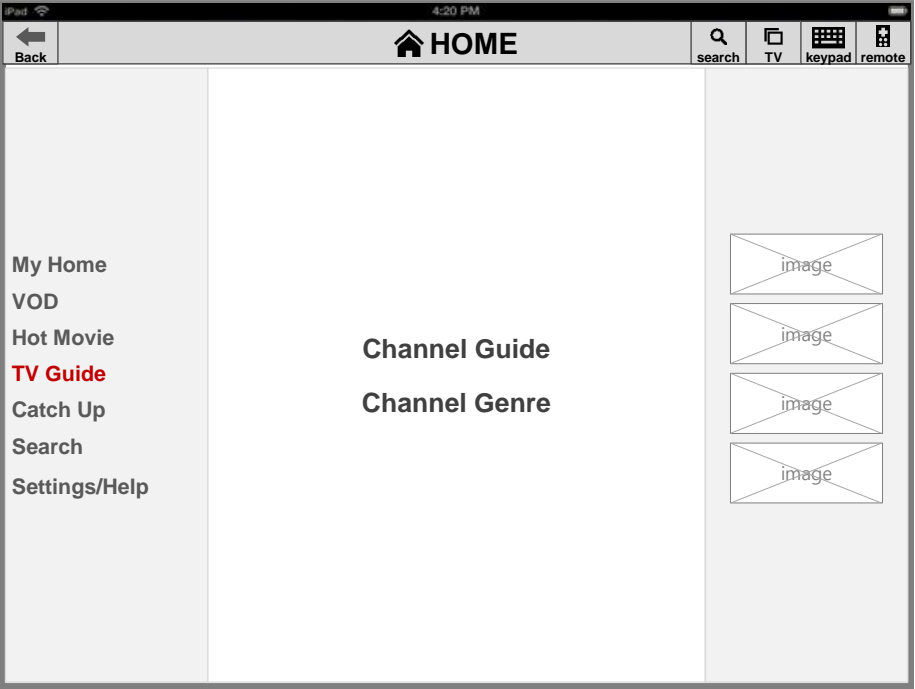 iPad
4:20 PM
Back
HOME
search
TV
keypad
remote
My Home
VOD
Hot Movie
TV Guide
Catch Up
Search
Settings/Help
Channel Guide
Channel Genre
image
image
image
image